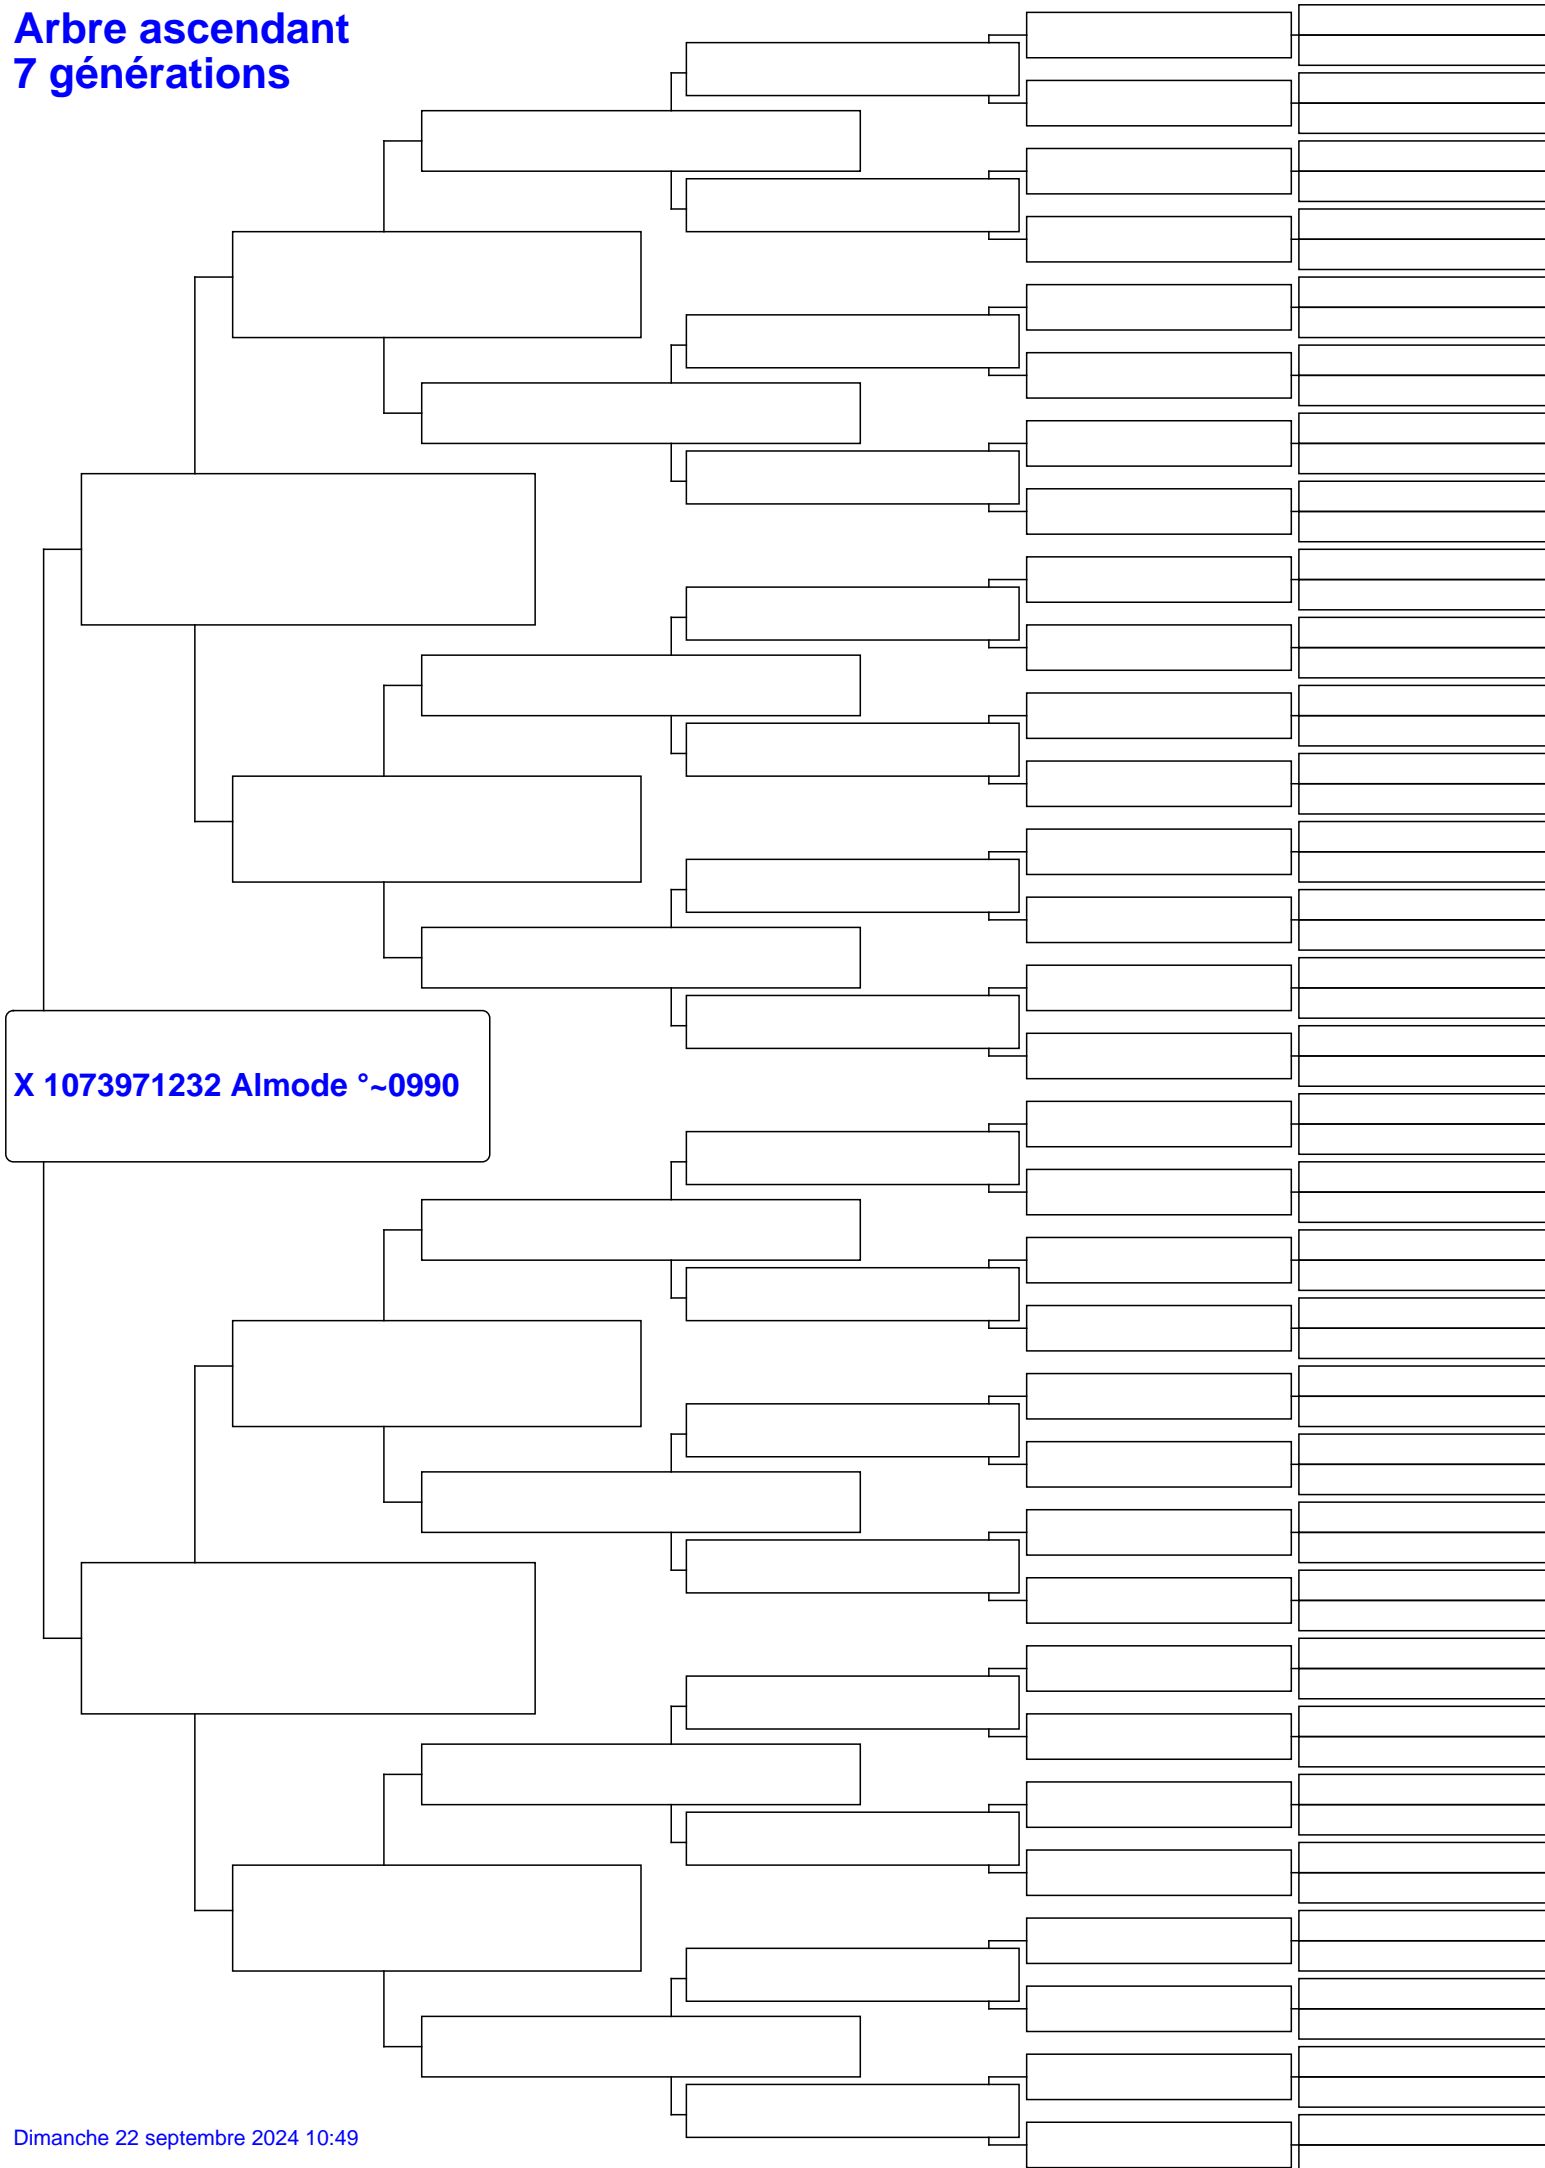 Arbre ascendant
7 générations
X 1073971232 Almode °~0990
Dimanche 22 septembre 2024 10:49